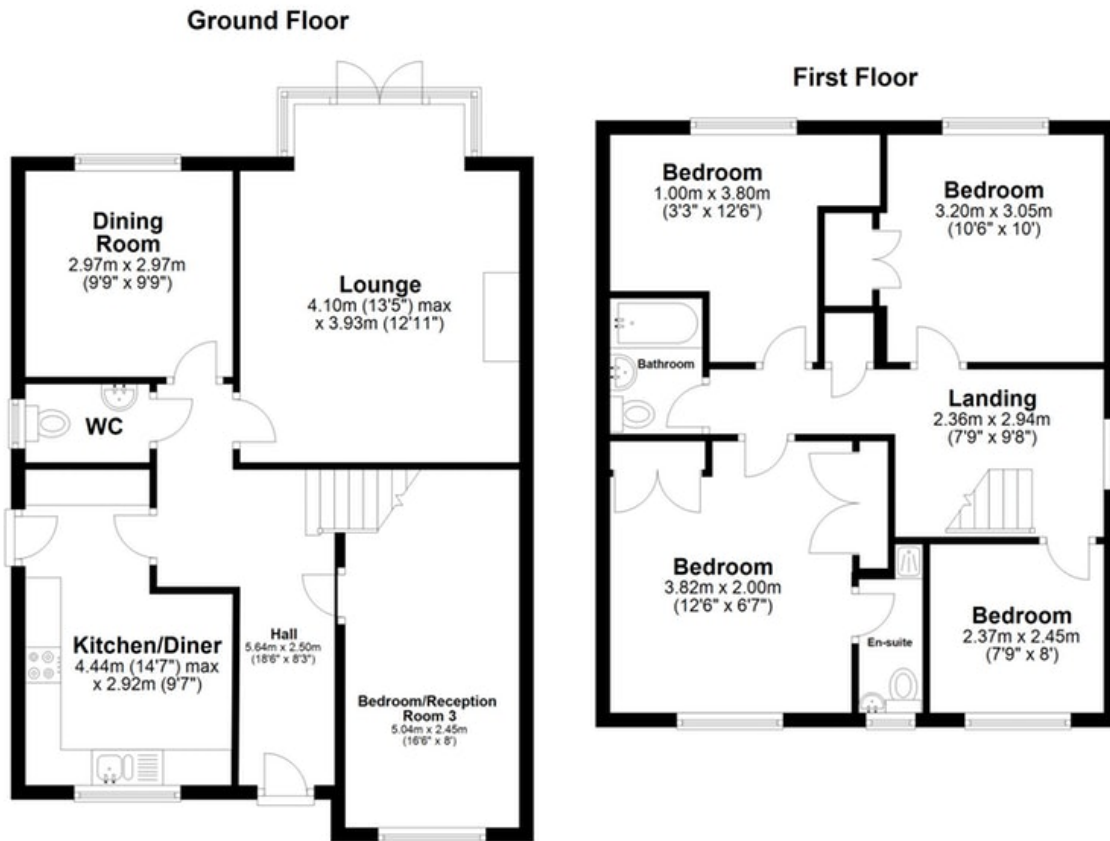 Ground Floor
Dining
Room
2.97m x 2.97m
(9'9" x 9'9")
Lounge
4.10m (13'5") max
x 3.93m (12'11")
WC
Kitchen/Diner
4.44m (14'7") max
x 2.92m (9'7")
Hall
5.64m x 2.50m
(18'6" x 8'3")
Bedroom/Reception
Room 3
5.04m x 2.45m
(16'6" x 8')
First Floor
Bedroom
1.00m x 3.80m
(3'3" x 12'6")
Bedroom
3.20m x 3.05m
(10'6" x 10')
Bathroom
Landing
2.36m x 2.94m
(7'9" x 9'8")
Bedroom
3.82m x 2.00m
(12'6" x 6'7")
En-suite
Bedroom
2.37m x 2.45m
(7'9" x 8')